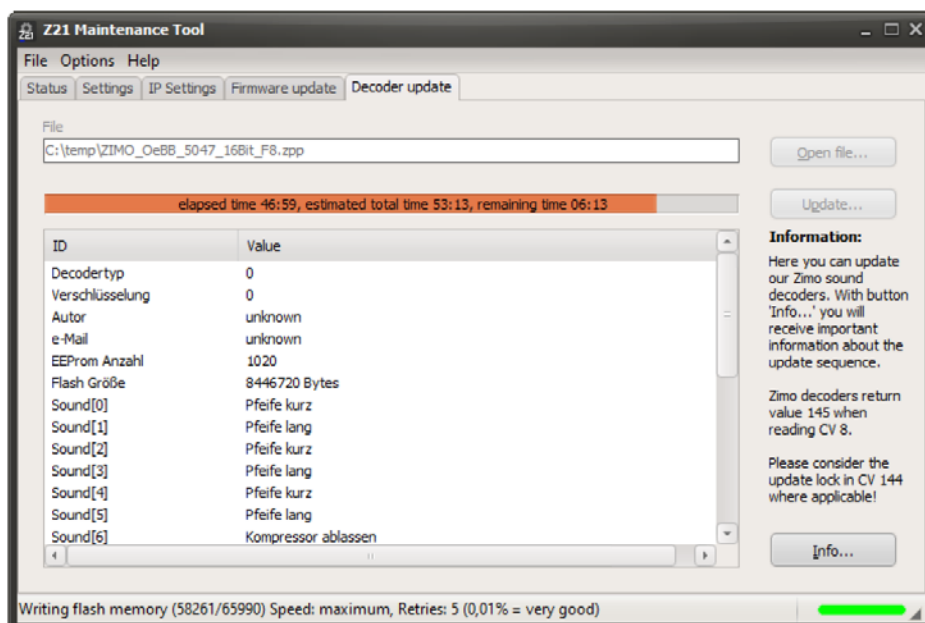 Z21 Maintenance Tool
File Options Help
Status Settings IP Settings Firmware update Decoder update
File
C:\temp\ZIMO_OeBB_5047_16Bit_F8.zpp
Open file...
elapsed time 46:59, estimated total time 53:13, remaining time 06:13
Update...
ID Value
Decodertyp 0
Verschlüsselung 0
Autor unknown
e-Mail unknown
EEProm Anzahl 1020
Flash Größe 8446720 Bytes
Sound[0] Pfeife kurz
Sound[1] Pfeife lang
Sound[2] Pfeife kurz
Sound[3] Pfeife lang
Sound[4] Pfeife kurz
Sound[5] Pfeife lang
Sound[6] Kompressor ablassen
Information:
Here you can update
our Zimo sound
decoders. With button
'Info...' you will
receive important
information about the
update sequence.
Zimo decoders return
value 145 when
reading CV 8.
Please consider the
update lock in CV 144
where applicable!
Info...
Writing flash memory (58261/65990) Speed: maximum, Retries: 5 (0,01% = very good)